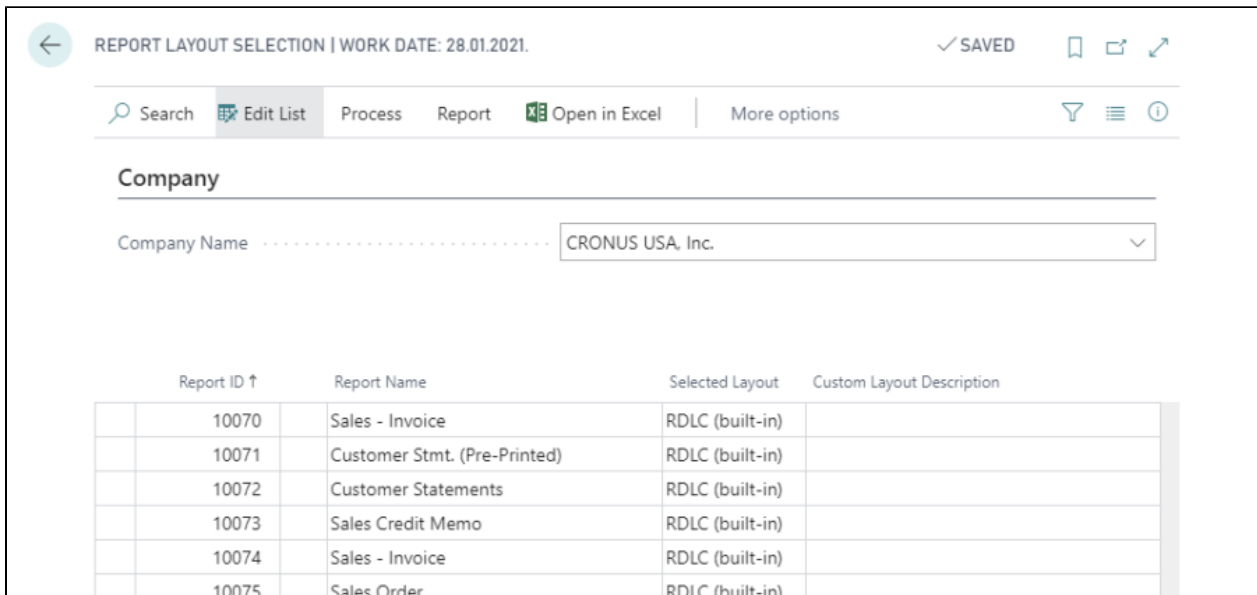 REPORT LAYOUT SELECTION | WORK DATE: 28.01.2021. SAVED
Search Edit List Process Report Open in Excel More options
Company
Company Name CRONUS USA, Inc.
Report ID ↑ Report Name Selected Layout Custom Layout Description
10070 Sales - Invoice RDLC (built-in)
10071 Customer Stmt. (Pre-Printed) RDLC (built-in)
10072 Customer Statements RDLC (built-in)
10073 Sales Credit Memo RDLC (built-in)
10074 Sales - Invoice RDLC (built-in)
10075 Sales Order RDLC (built-in)